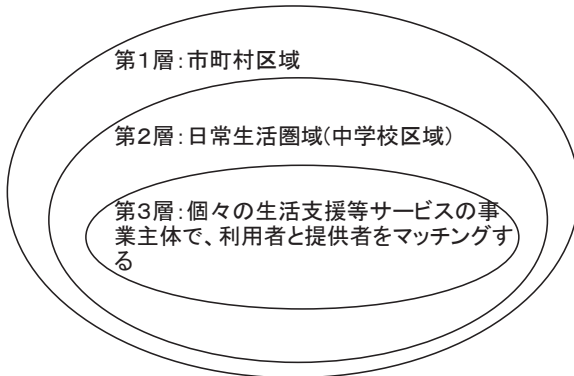 第1層：市町村区域
第2層：日常生活圏域(中学校区域)
第3層：個々の生活支援等サービスの事
業主体で、利用者と提供者をマッチングす
る